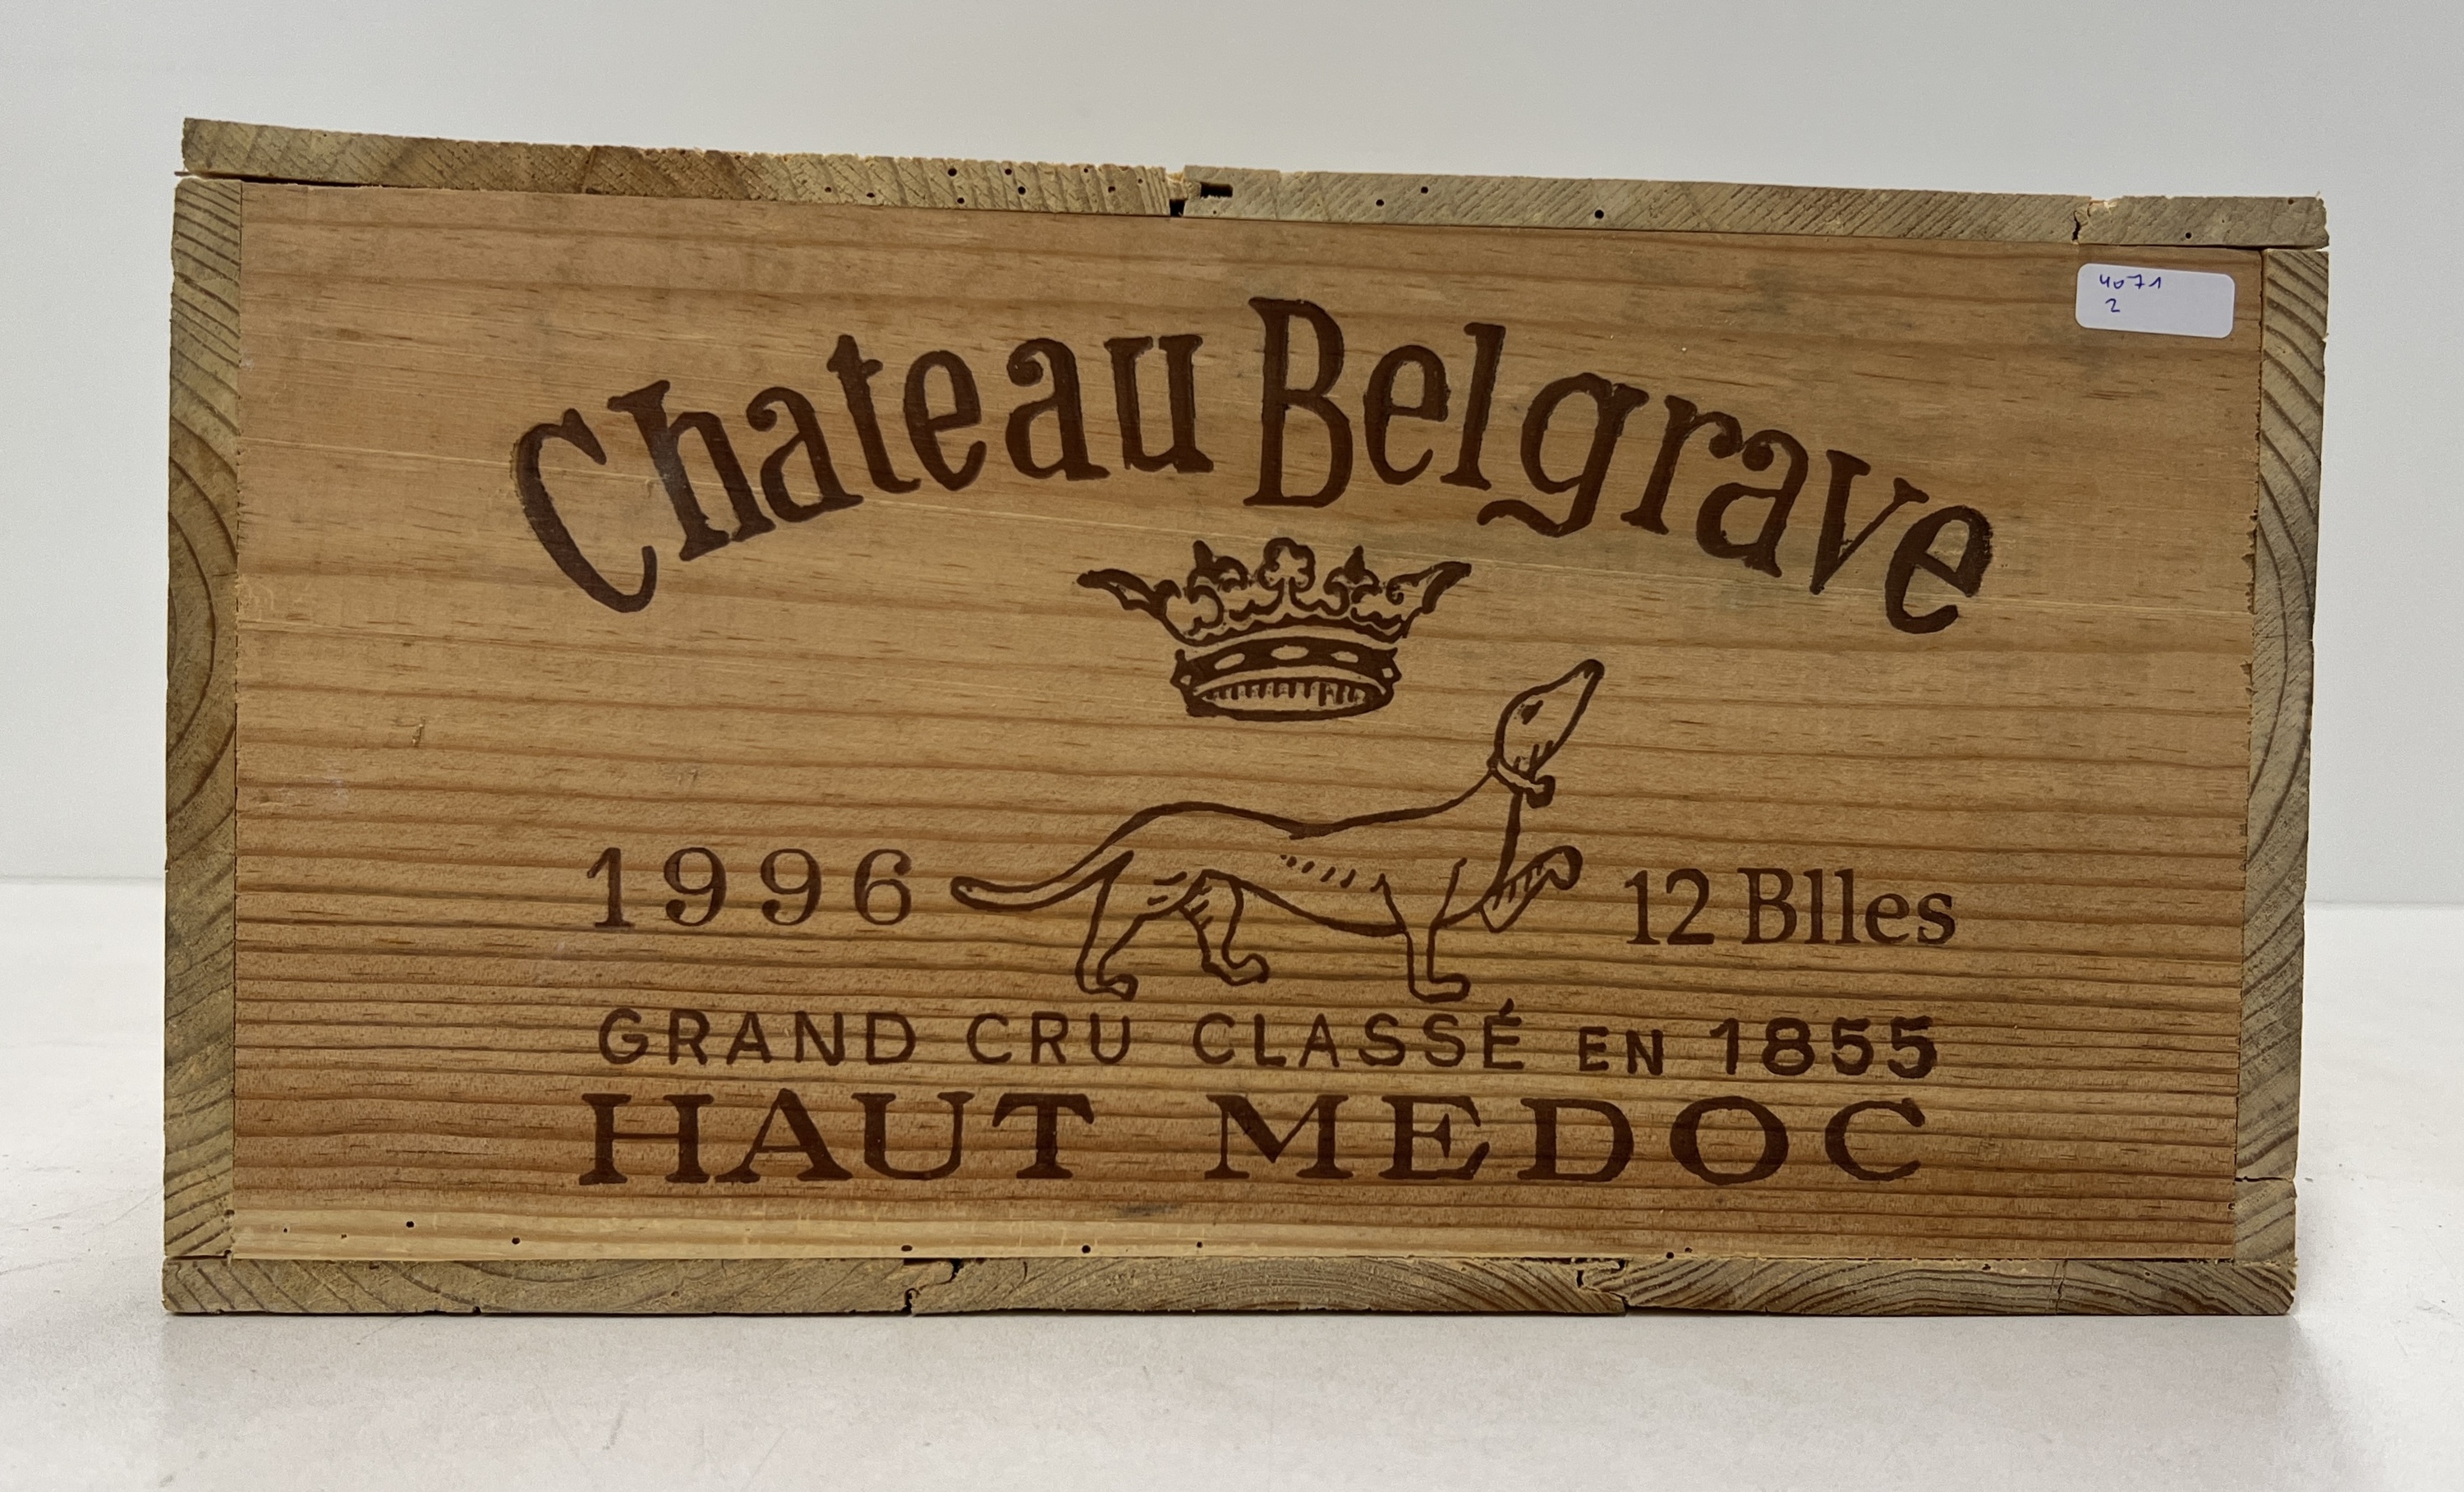 4071
2
Chateau Belgrave
1996 12 Blles
GRAND CRU CLASSÉ EN 1855
HAUT MEDOC